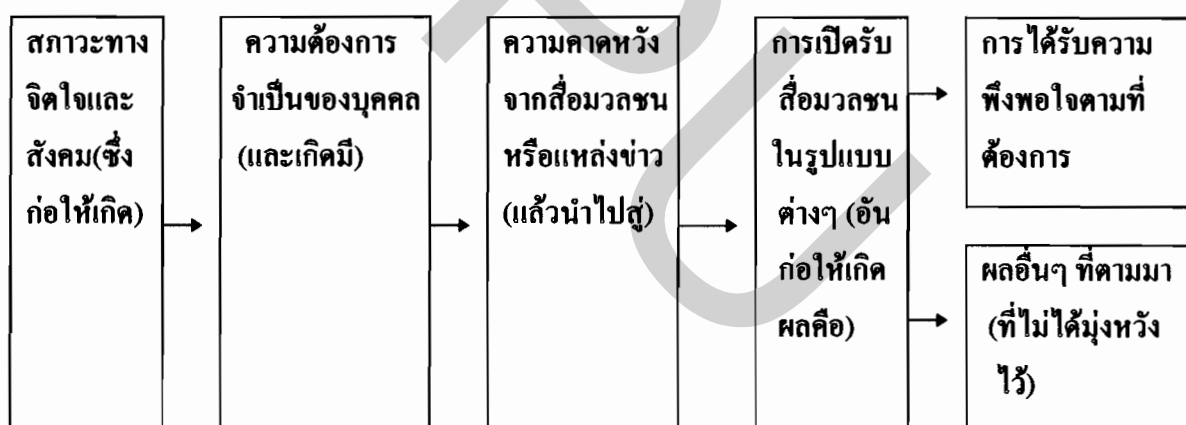 สภาวะทาง
จิตใจและ
สังคม(ซึ่ง
ก่อให้เกิด)
ความต้องการ
จำเป็นของบุคคล
(และเกิดมี)
ความคาดหวัง
จากสื่อมวลชน
หรือแหล่งข่าว
(แล้วนำไปสู่)
การเปิดรับ
สื่อมวลชน
ในรูปแบบ
ต่างๆ (อัน
ก่อให้เกิด
ผลคือ)
การได้รับความ
พึงพอใจตามที่
ต้องการ
ผลอื่นๆ ที่ตามมา
(ที่ไม่ได้มุ่งหวัง
ไว้)